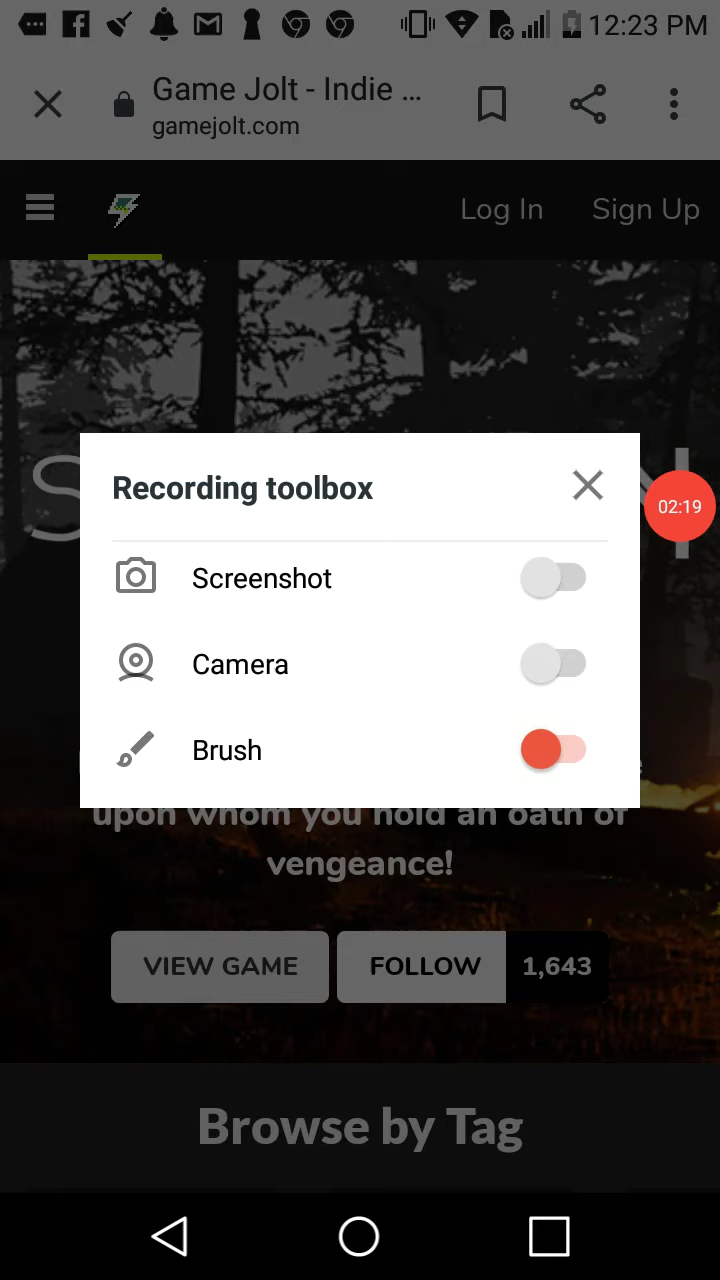 12:23 PM
Game Jolt - Indie ...
gamejolt.com
Log In
Sign Up
S
Recording toolbox
02:19
Screenshot
Camera
Brush
upon whom you hold an oath of
vengeance!
VIEW GAME
FOLLOW
1,643
Browse by Tag